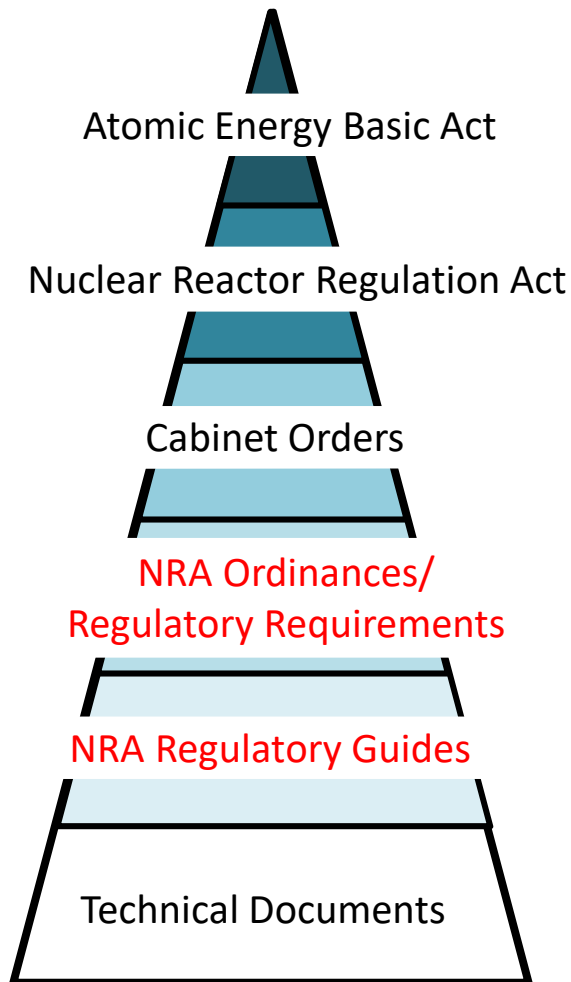 Atomic Energy Basic Act
Nuclear Reactor Regulation Act
Cabinet Orders
NRA Ordinances/
Regulatory Requirements
NRA Regulatory Guides
Technical Documents